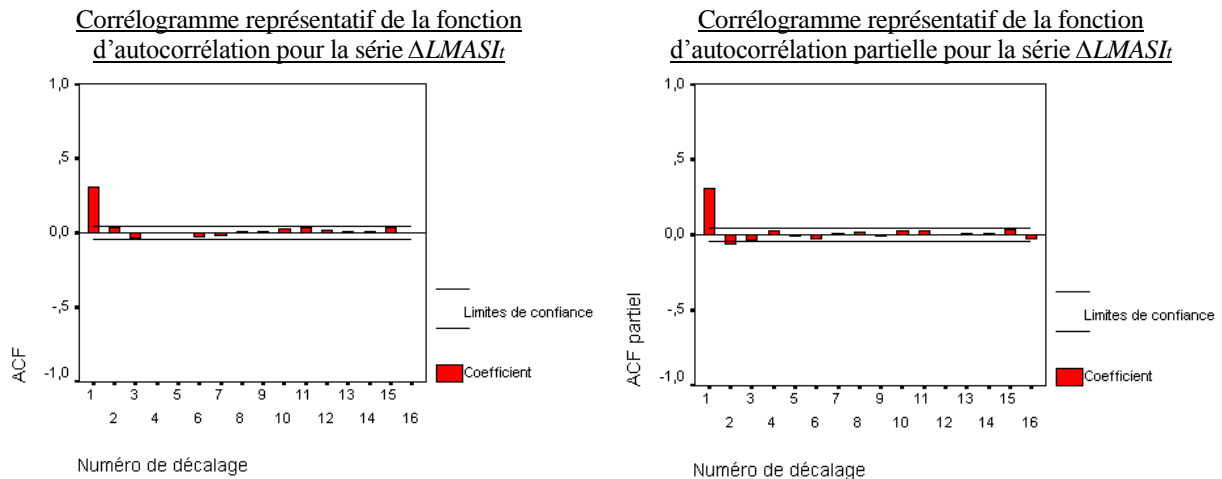 Corrélogramme représentatif de la fonction
d'autocorrélation pour la série ΔLMASIt
1,0
,5
0,0
-,5
-1,0
ACF
1 3 5 7 9 11 13 15
2 4 6 8 10 12 14 16
Numéro de décalage
Limites de confiance
Coefficient
Corrélogramme représentatif de la fonction
d'autocorrélation partielle pour la série ΔLMASIt
1,0
,5
0,0
-,5
-1,0
ACF partiel
1 3 5 7 9 11 13 15
2 4 6 8 10 12 14 16
Numéro de décalage
Limites de confiance
Coefficient